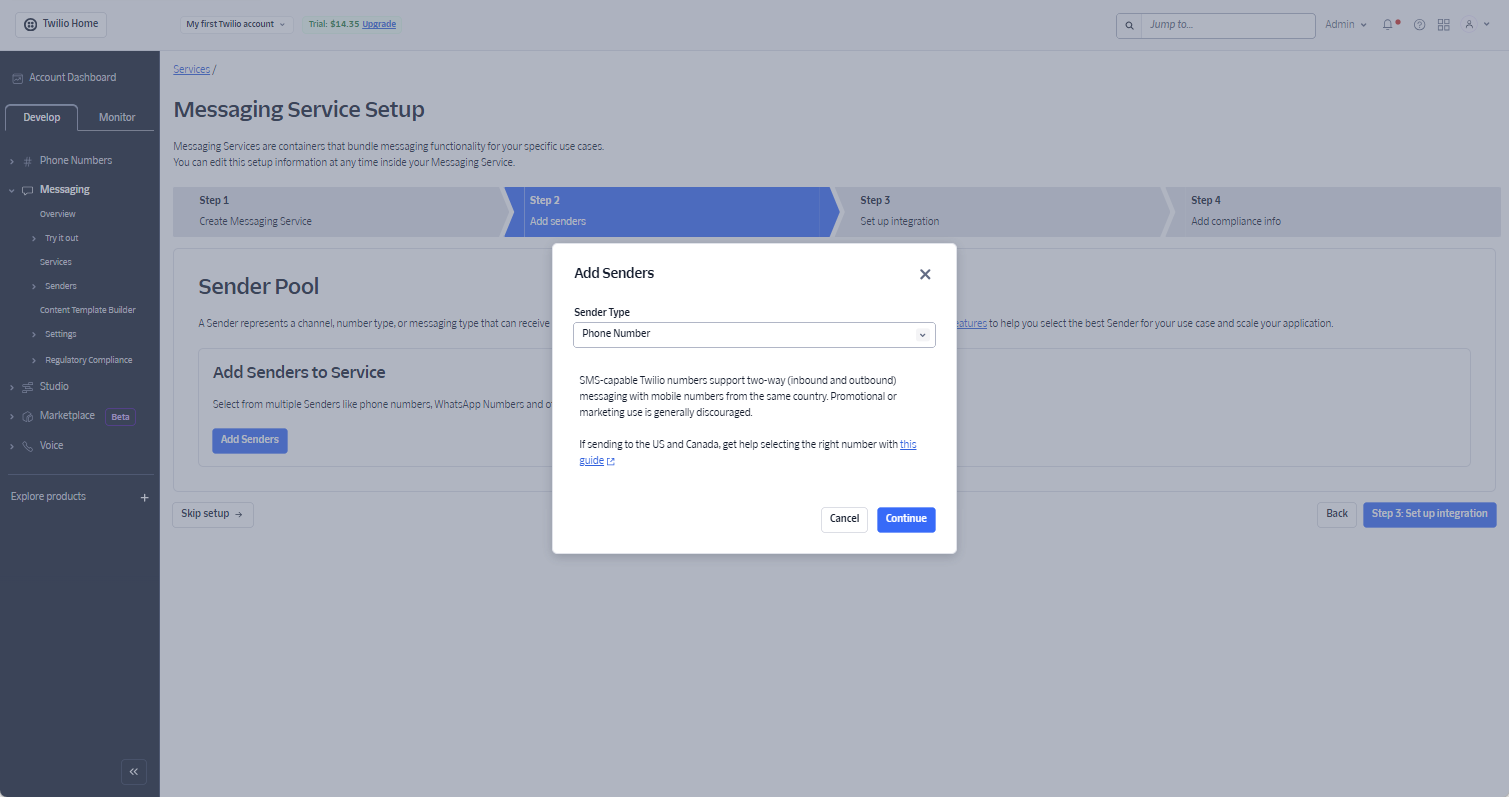 Twilio Home
My first Twilio account
Trial: $14.35 Upgrade
Jump to...
Admin
Account Dashboard
Develop
Monitor
Phone Numbers
Messaging
Overview
Try it out
Services
Senders
Content Template Builder
Settings
Regulatory Compliance
Studio
Marketplace Beta
Voice
Explore products +
Services /
Messaging Service Setup
Messaging Services are containers that bundle messaging functionality for your specific use cases.
You can edit this setup information at any time inside your Messaging Service.
Step 1
Create Messaging Service
Step 2
Add senders
Step 3
Set up integration
Step 4
Add compliance info
Sender Pool
A Sender represents a channel, number type, or messaging type that can receive
eatures to help you select the best Sender for your use case and scale your application.
Add Senders to Service
Select from multiple Senders like phone numbers, WhatsApp Numbers and o
Add Senders
Skip setup →
Back
Step 3: Set up integration
Add Senders
Sender Type
Phone Number
SMS-capable Twilio numbers support two-way (inbound and outbound)
messaging with mobile numbers from the same country. Promotional or
marketing use is generally discouraged.
If sending to the US and Canada, get help selecting the right number with this
guide
Cancel
Continue